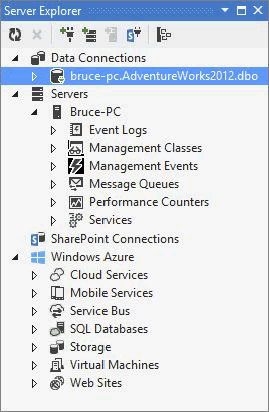 Server Explorer
Data Connections
bruce-pc.AdventureWorks2012.dbo
Servers
Bruce-PC
Event Logs
Management Classes
Management Events
Message Queues
Performance Counters
Services
SharePoint Connections
Windows Azure
Cloud Services
Mobile Services
Service Bus
SQL Databases
Storage
Virtual Machines
Web Sites